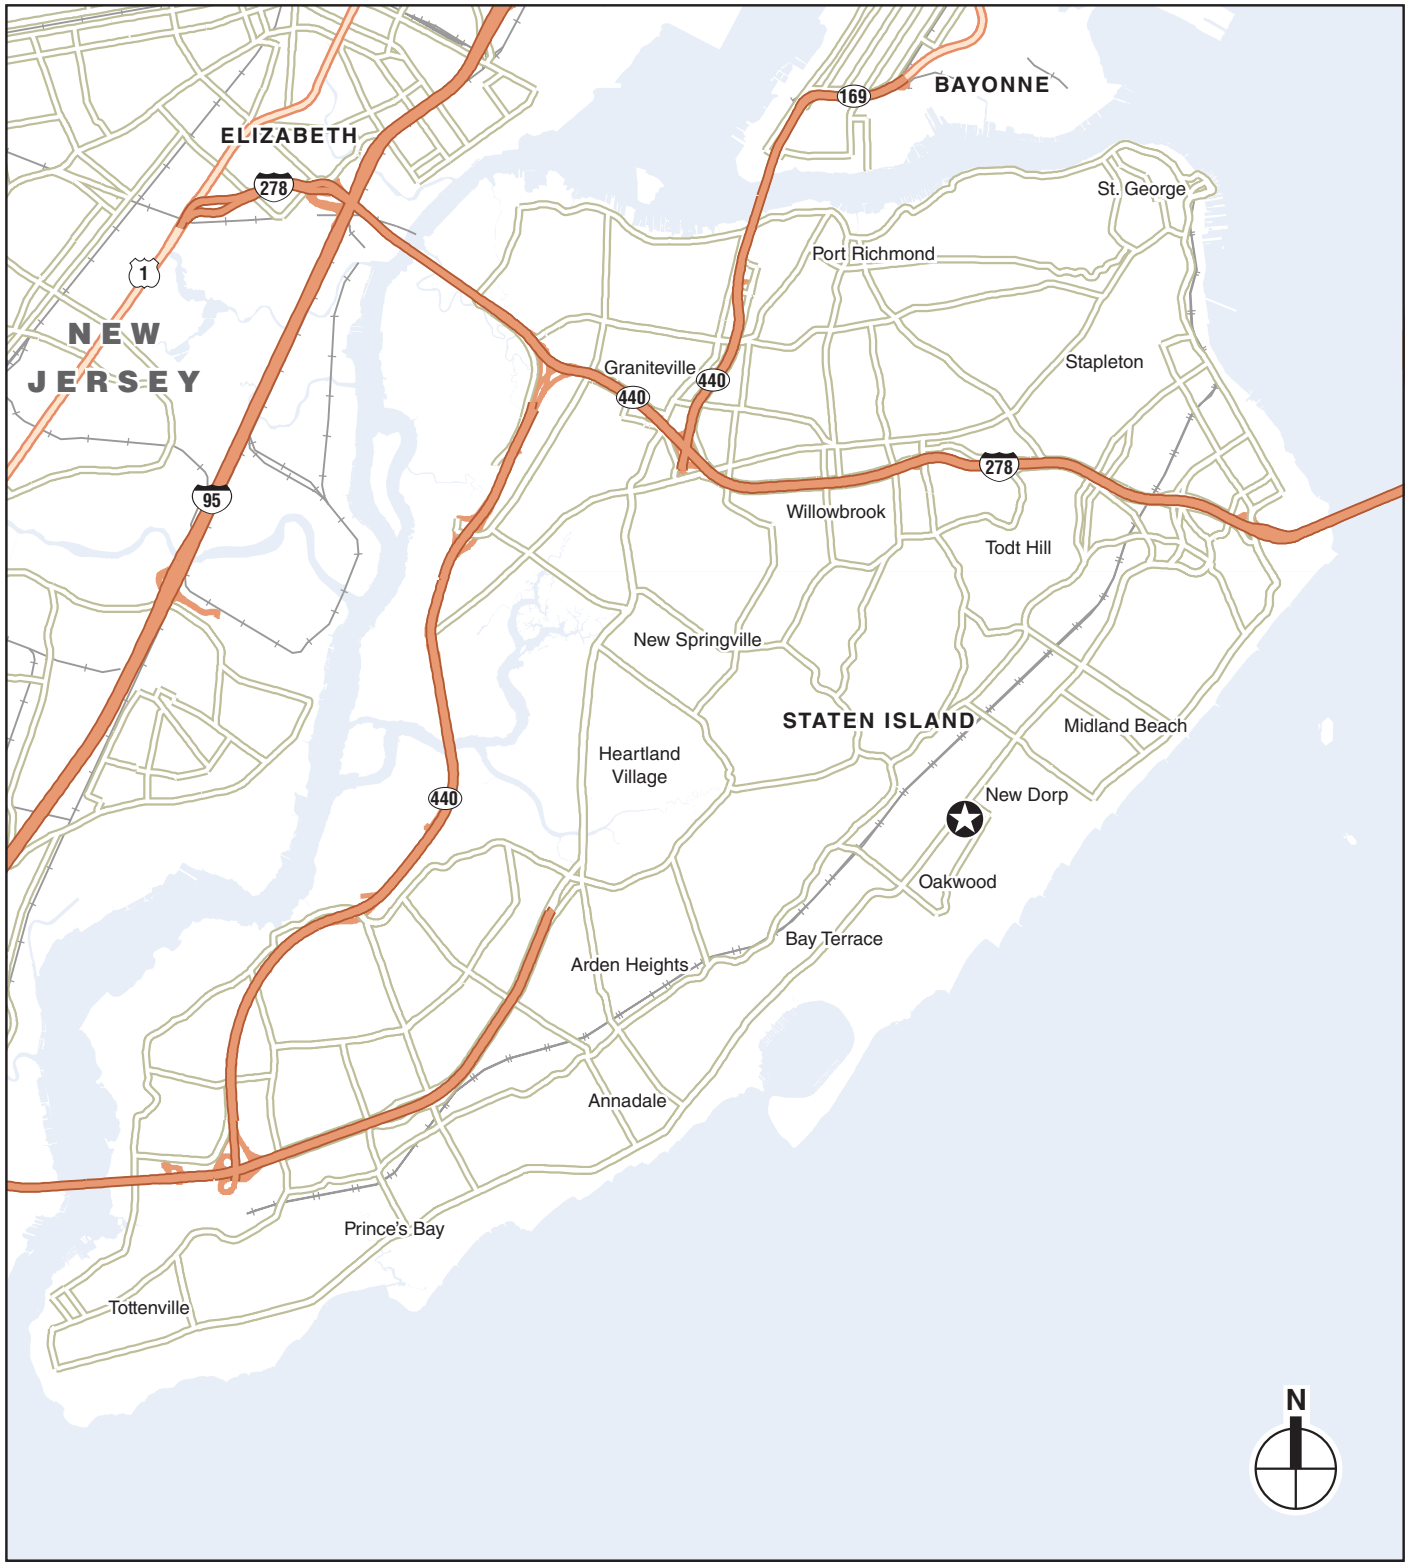 169
BAYONNE
ELIZABETH
278
St. George
Port Richmond
1
NEW
JERSEY
Stapleton
Graniteville
440
440
278
95
Willowbrook
Todt Hill
New Springville
STATEN ISLAND
Midland Beach
Heartland
Village
440
New Dorp
Oakwood
Bay Terrace
Arden Heights
Annadale
Prince's Bay
Tottenville
N